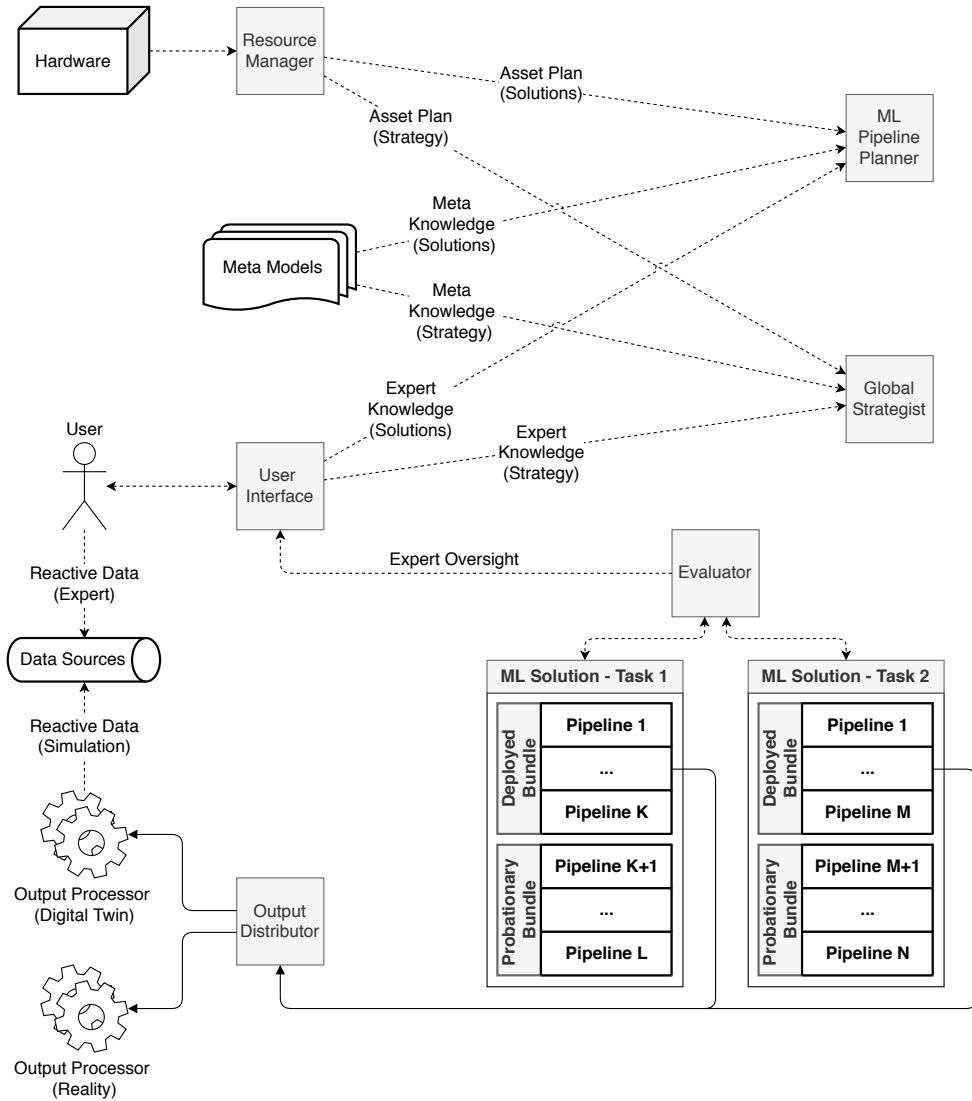 Hardware
Resource
Manager
Asset Plan
(Solutions)
Asset Plan
(Strategy)
ML
Pipeline
Planner
Meta
Knowledge
(Solutions)
Meta Models
Meta
Knowledge
(Strategy)
Expert
Knowledge
(Solutions)
Global
Strategist
User
Expert
Knowledge
(Strategy)
User
Interface
Expert Oversight
Evaluator
Reactive Data
(Expert)
Data Sources
Reactive Data
(Simulation)
ML Solution - Task 1
Deployed
Bundle
Pipeline 1
...
Pipeline K
Probationary
Bundle
Pipeline K+1
...
Pipeline L
ML Solution - Task 2
Deployed
Bundle
Pipeline 1
...
Pipeline M
Probationary
Bundle
Pipeline M+1
...
Pipeline N
Output Processor
(Digital Twin)
Output
Distributor
Output Processor
(Reality)